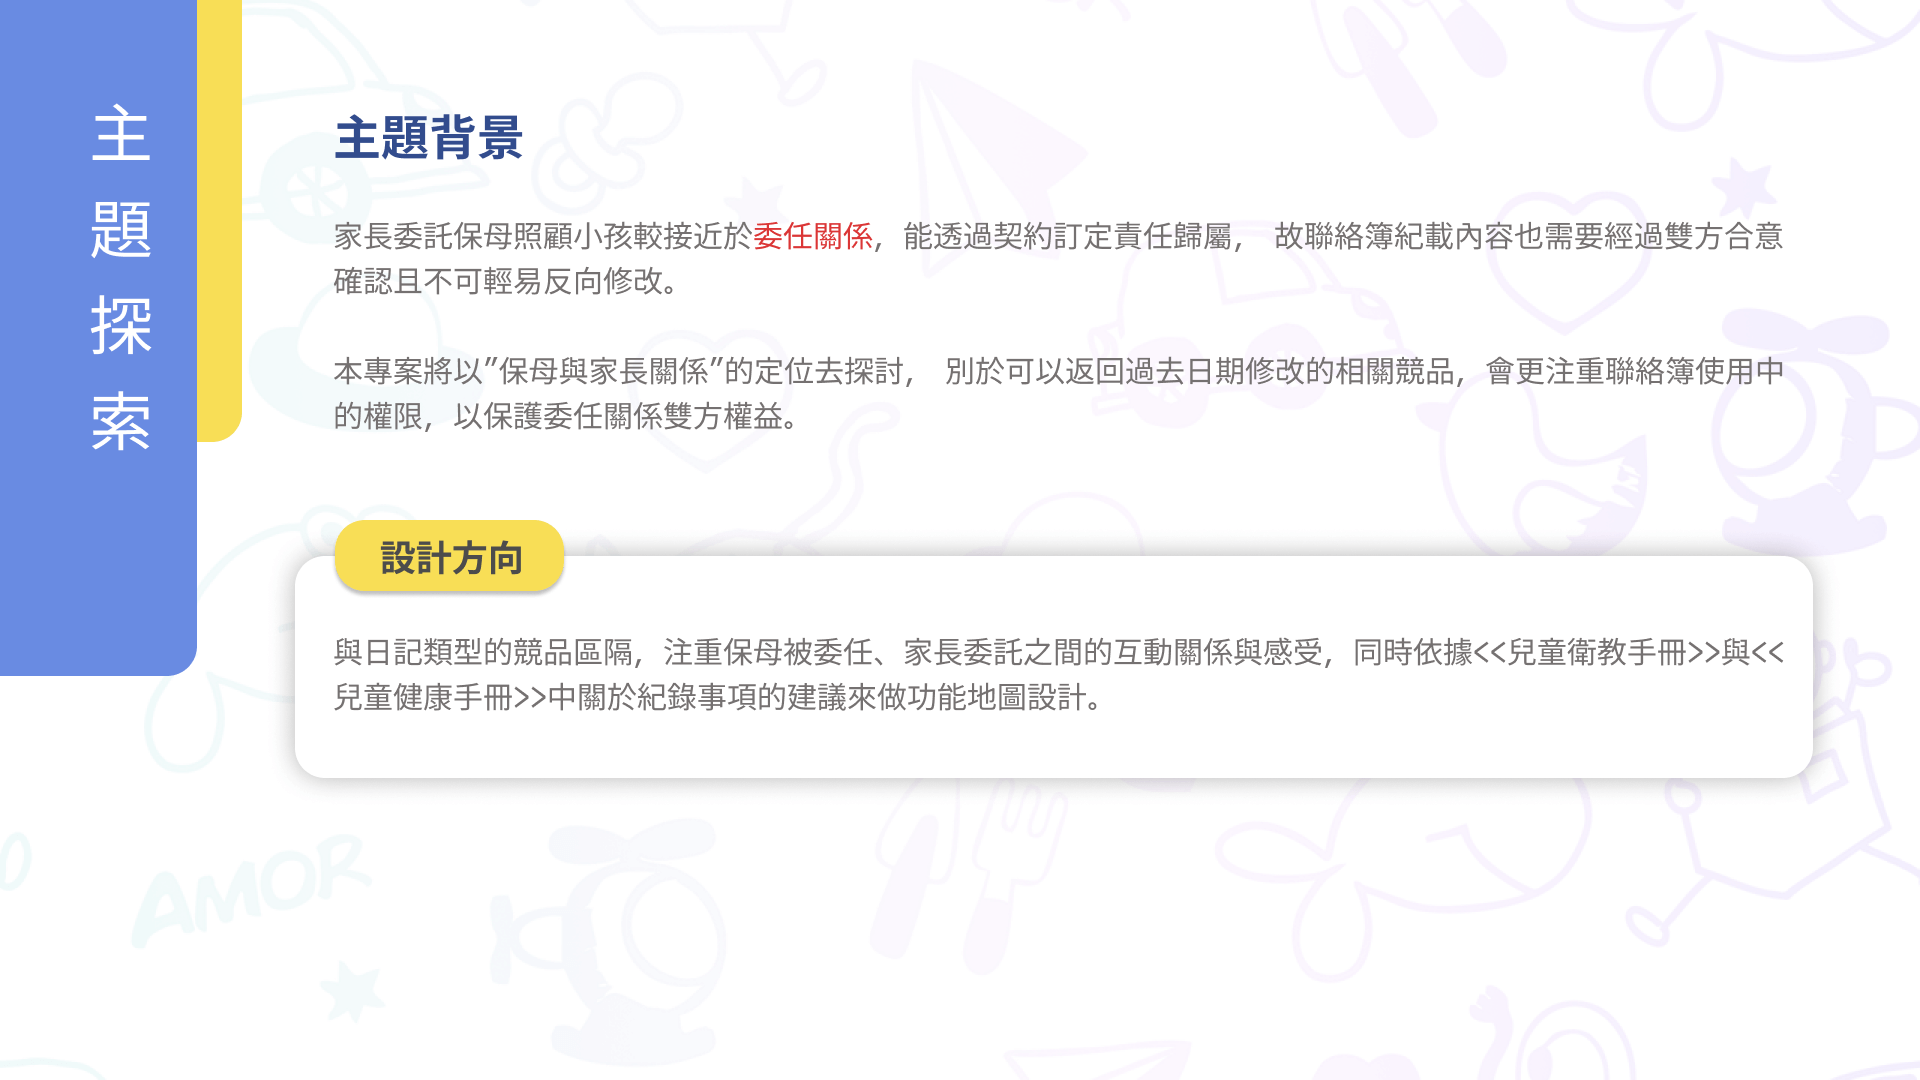 主題探索
主題背景
家長委託保母照顧小孩較接近於委任關係，能透過契約訂定責任歸屬， 故聯絡簿紀載內容也需要經過雙方合意
確認且不可輕易反向修改。
本專案將以”保母與家長關係”的定位去探討， 別於可以返回過去日期修改的相關競品，會更注重聯絡簿使用中
的權限，以保護委任關係雙方權益。
設計方向
與日記類型的競品區隔，注重保母被委任、家長委託之間的互動關係與感受，同時依據<<兒童衛教手冊>>與<<
兒童健康手冊>>中關於紀錄事項的建議來做功能地圖設計。
AMOR